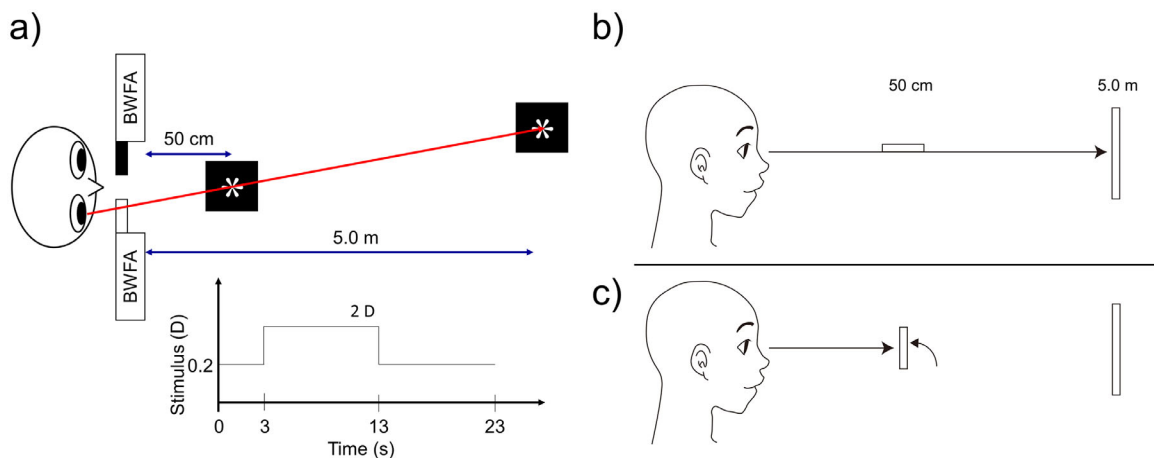 a)
BWFA
50 cm
*
*
BWFA
5.0 m
Stimulus (D)
2 D
0.2
0 3 13 23
Time (s)
b)
50 cm 5.0 m
c)